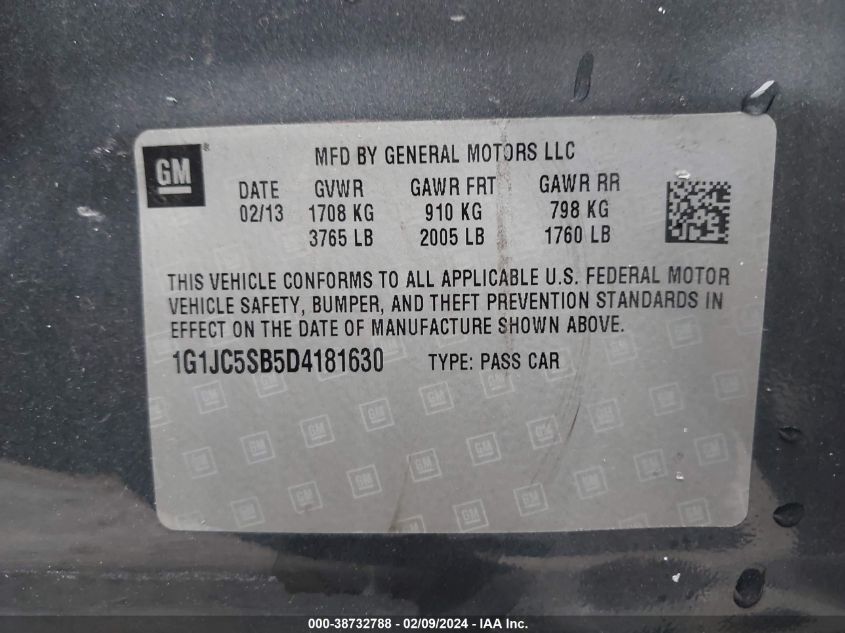 GM
MFD BY GENERAL MOTORS LLC
DATE GVWR GAWR FRT GAWR RR
02/13 1708 KG 910 KG 798 KG
3765 LB 2005 LB 1760 LB
THIS VEHICLE CONFORMS TO ALL APPLICABLE U.S. FEDERAL MOTOR
VEHICLE SAFETY, BUMPER, AND THEFT PREVENTION STANDARDS IN
EFFECT ON THE DATE OF MANUFACTURE SHOWN ABOVE.
1G1JC5SB5D4181630 TYPE: PASS CAR
000-38732788 - 02/09/2024 - IAA Inc.